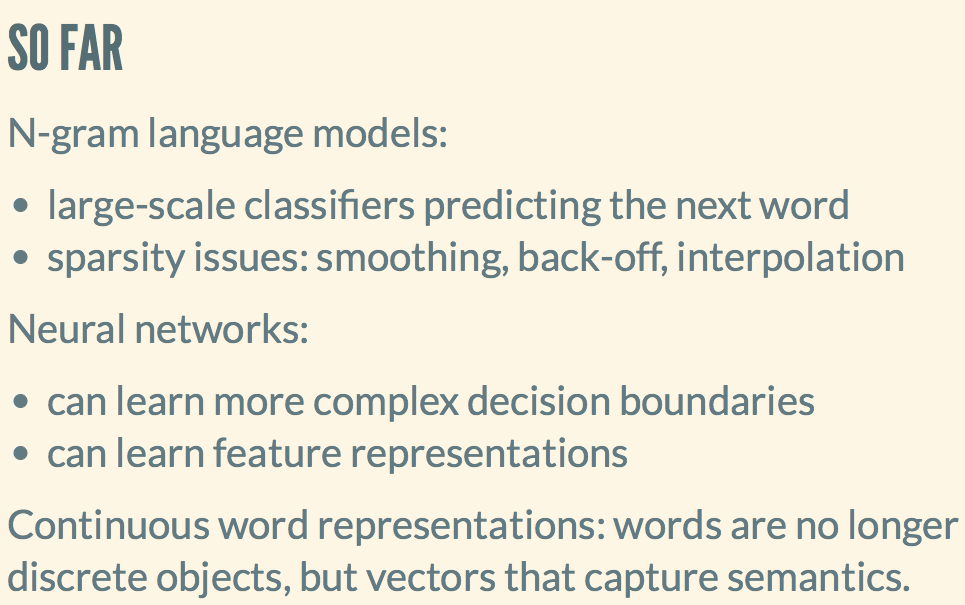 SO FAR
N-gram language models:
• large-scale classifiers predicting the next word
• sparsity issues: smoothing, back-off, interpolation
Neural networks:
• can learn more complex decision boundaries
• can learn feature representations
Continuous word representations: words are no longer
discrete objects, but vectors that capture semantics.